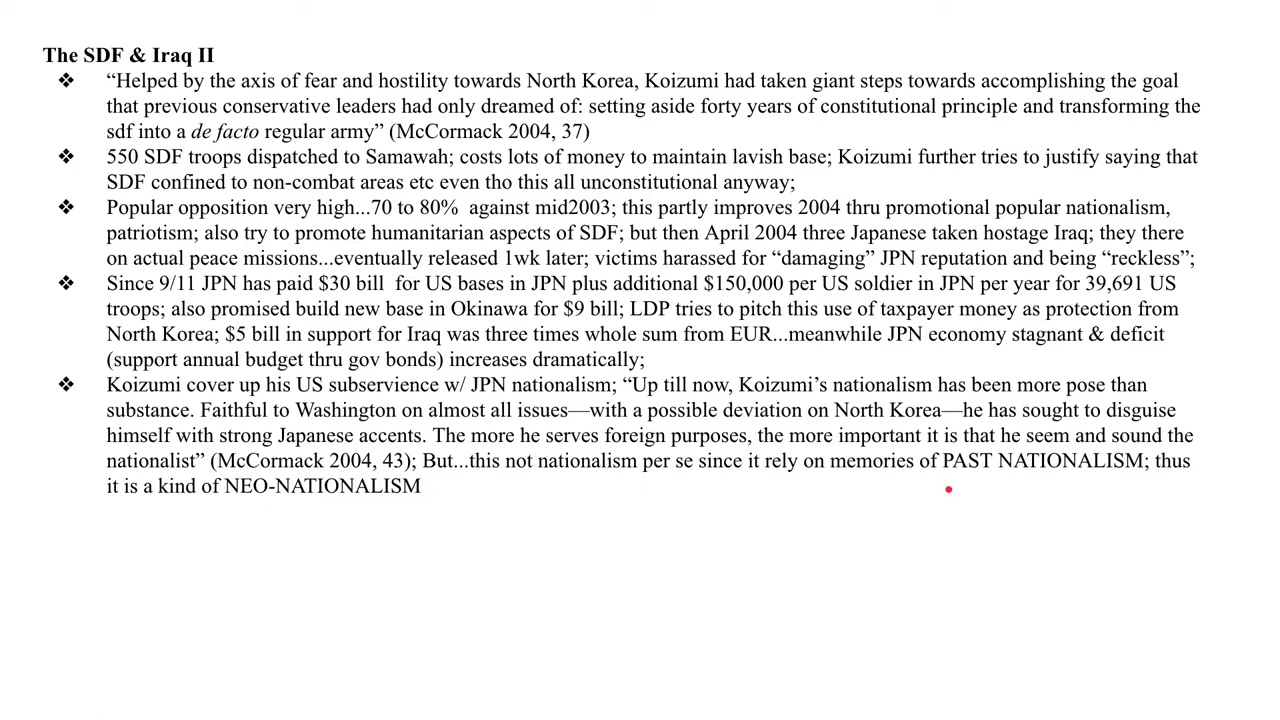 The SDF & Iraq II
❖ “Helped by the axis of fear and hostility towards North Korea, Koizumi had taken giant steps towards accomplishing the goal
that previous conservative leaders had only dreamed of: setting aside forty years of constitutional principle and transforming the
sdf into a de facto regular army” (McCormack 2004, 37)
❖ 550 SDF troops dispatched to Samawah; costs lots of money to maintain lavish base; Koizumi further tries to justify saying that
SDF confined to non-combat areas etc even tho this all unconstitutional anyway;
❖ Popular opposition very high...70 to 80%  against mid2003; this partly improves 2004 thru promotional popular nationalism,
patriotism; also try to promote humanitarian aspects of SDF; but then April 2004 three Japanese taken hostage Iraq; they there
on actual peace missions...eventually released 1wk later; victims harassed for “damaging” JPN reputation and being “reckless”;
❖ Since 9/11 JPN has paid $30 bill  for US bases in JPN plus additional $150,000 per US soldier in JPN per year for 39,691 US
troops; also promised build new base in Okinawa for $9 bill; LDP tries to pitch this use of taxpayer money as protection from
North Korea; $5 bill in support for Iraq was three times whole sum from EUR...meanwhile JPN economy stagnant & deficit
(support annual budget thru gov bonds) increases dramatically;
❖ Koizumi cover up his US subservience w/ JPN nationalism; “Up till now, Koizumi’s nationalism has been more pose than
substance. Faithful to Washington on almost all issues—with a possible deviation on North Korea—he has sought to disguise
himself with strong Japanese accents. The more he serves foreign purposes, the more important it is that he seem and sound the
nationalist” (McCormack 2004, 43); But...this not nationalism per se since it rely on memories of PAST NATIONALISM; thus
it is a kind of NEO-NATIONALISM